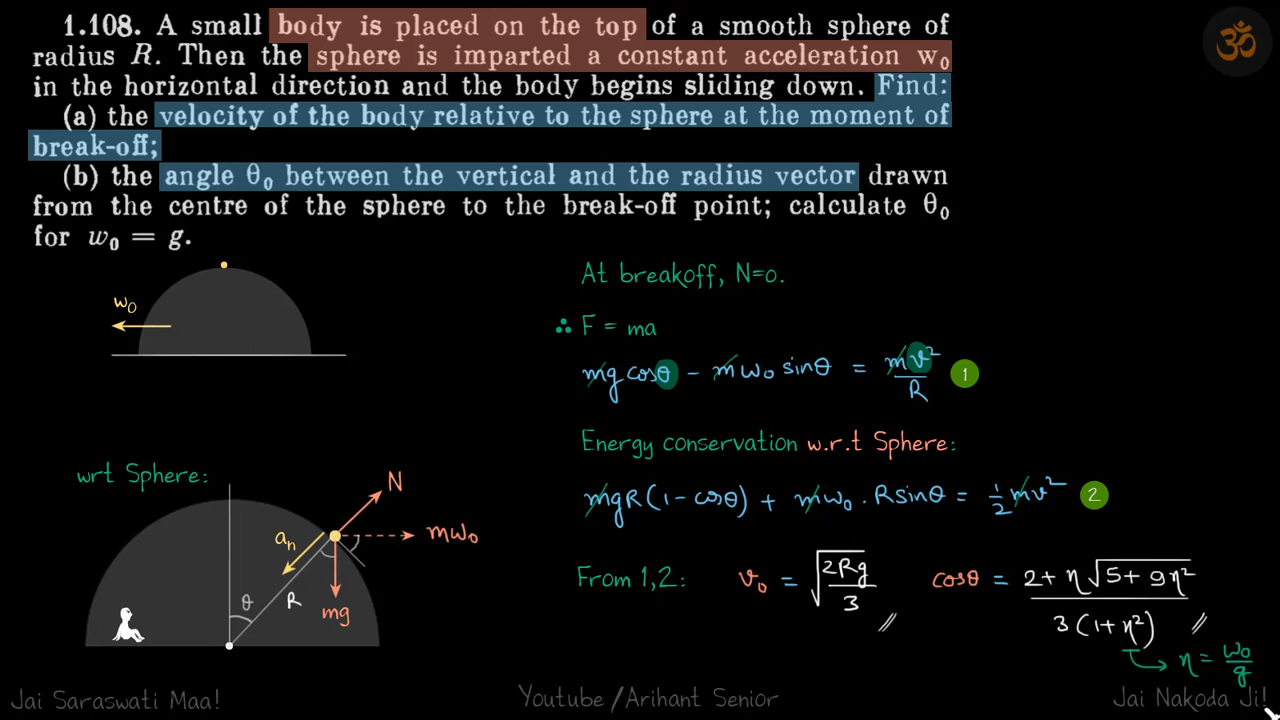 1.108. A small body is placed on the top of a smooth sphere of
radius R. Then the sphere is imparted a constant acceleration w₀
in the horizontal direction and the body begins sliding down. Find:
(a) the velocity of the body relative to the sphere at the moment of
break-off;
(b) the angle θ₀ between the vertical and the radius vector drawn
from the centre of the sphere to the break-off point; calculate θ₀
for w₀ = g.
ॐ
w₀
At breakoff, N=0.
∴ F = ma
mg cosθ − mw₀ sinθ = mv²/R 1
Energy conservation w.r.t Sphere:
mgR(1−cosθ) + mw₀ . Rsinθ = ½mv² 2
From 1,2: v₀ = √(2Rg/3) cosθ = (2+η√(5+9η²))/(3(1+η²))
η = w₀/g
wrt Sphere:
N
aₙ
mw₀
θ
R
mg
Jai Saraswati Maa!
Youtube /Arihant Senior
Jai Nakoda Ji!